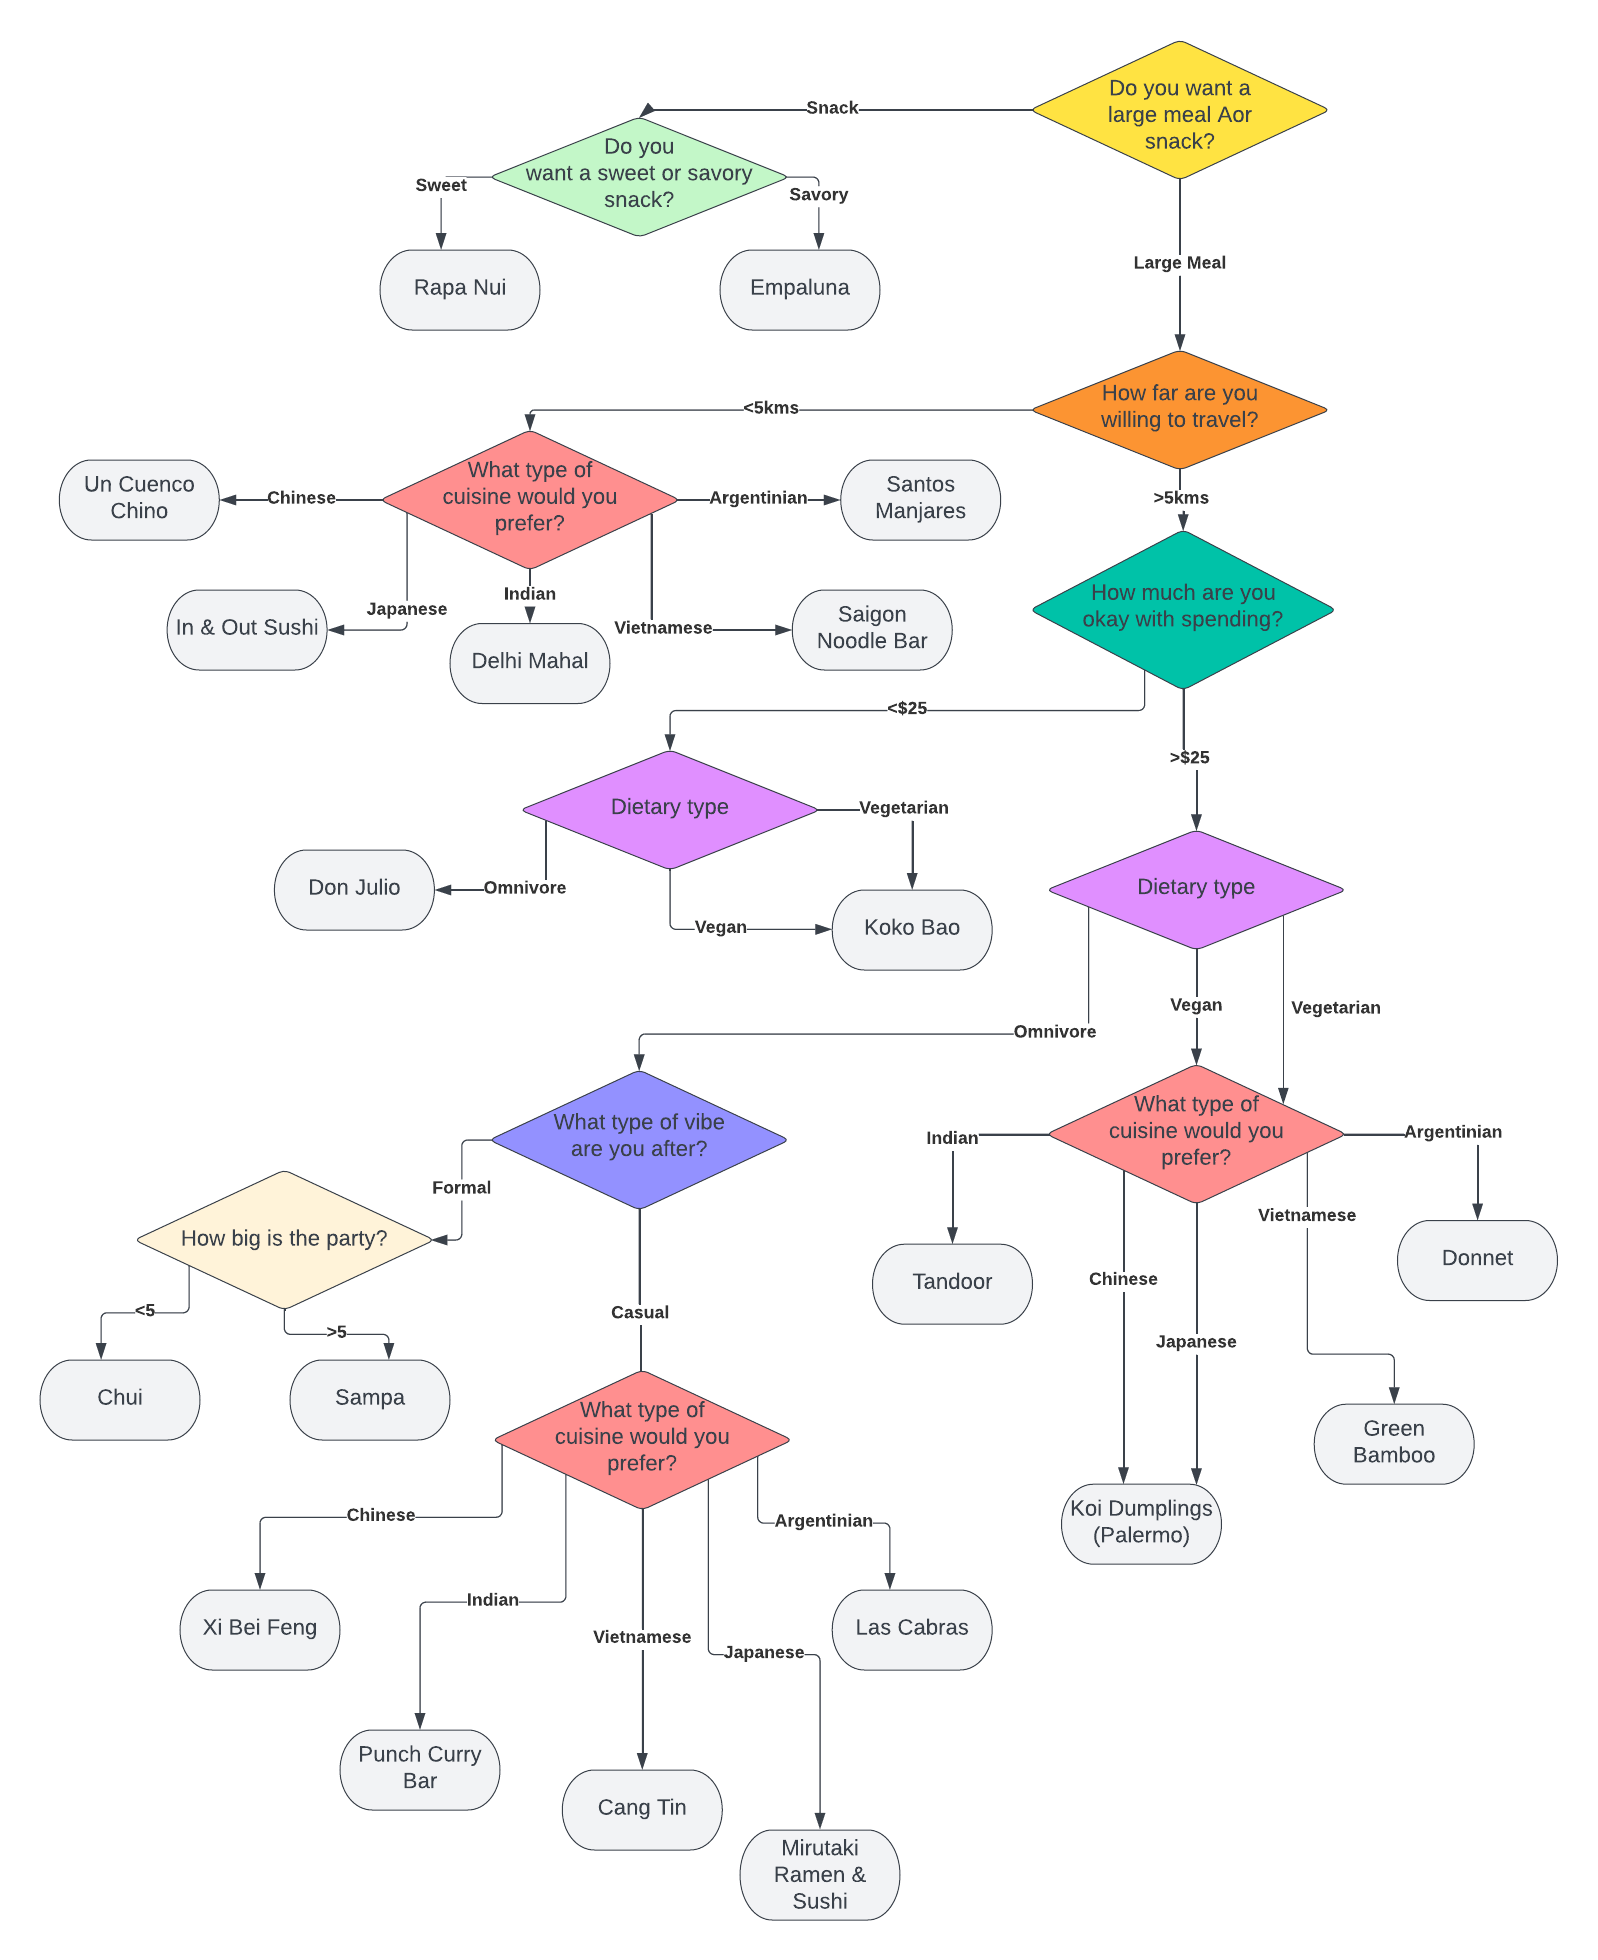 Do you want a
large meal Aor
snack?
Snack
Do you
want a sweet or savory
snack?
Sweet
Savory
Rapa Nui
Empaluna
Large Meal
How far are you
willing to travel?
<5kms
What type of
cuisine would you
prefer?
Un Cuenco
Chino
Chinese
Argentinian
Santos
Manjares
>5kms
Japanese
In & Out Sushi
Indian
Delhi Mahal
Vietnamese
Saigon
Noodle Bar
How much are you
okay with spending?
<$25
>$25
Dietary type
Vegetarian
Omnivore
Don Julio
Vegan
Koko Bao
Dietary type
Vegan
Vegetarian
Omnivore
What type of vibe
are you after?
What type of
cuisine would you
prefer?
Indian
Argentinian
Formal
How big is the party?
Vietnamese
Tandoor
Donnet
Chinese
<5
>5
Casual
Japanese
Chui
Sampa
What type of
cuisine would you
prefer?
Green
Bamboo
Koi Dumplings
(Palermo)
Chinese
Argentinian
Indian
Xi Bei Feng
Vietnamese
Japanese
Las Cabras
Punch Curry
Bar
Cang Tin
Mirutaki
Ramen &
Sushi